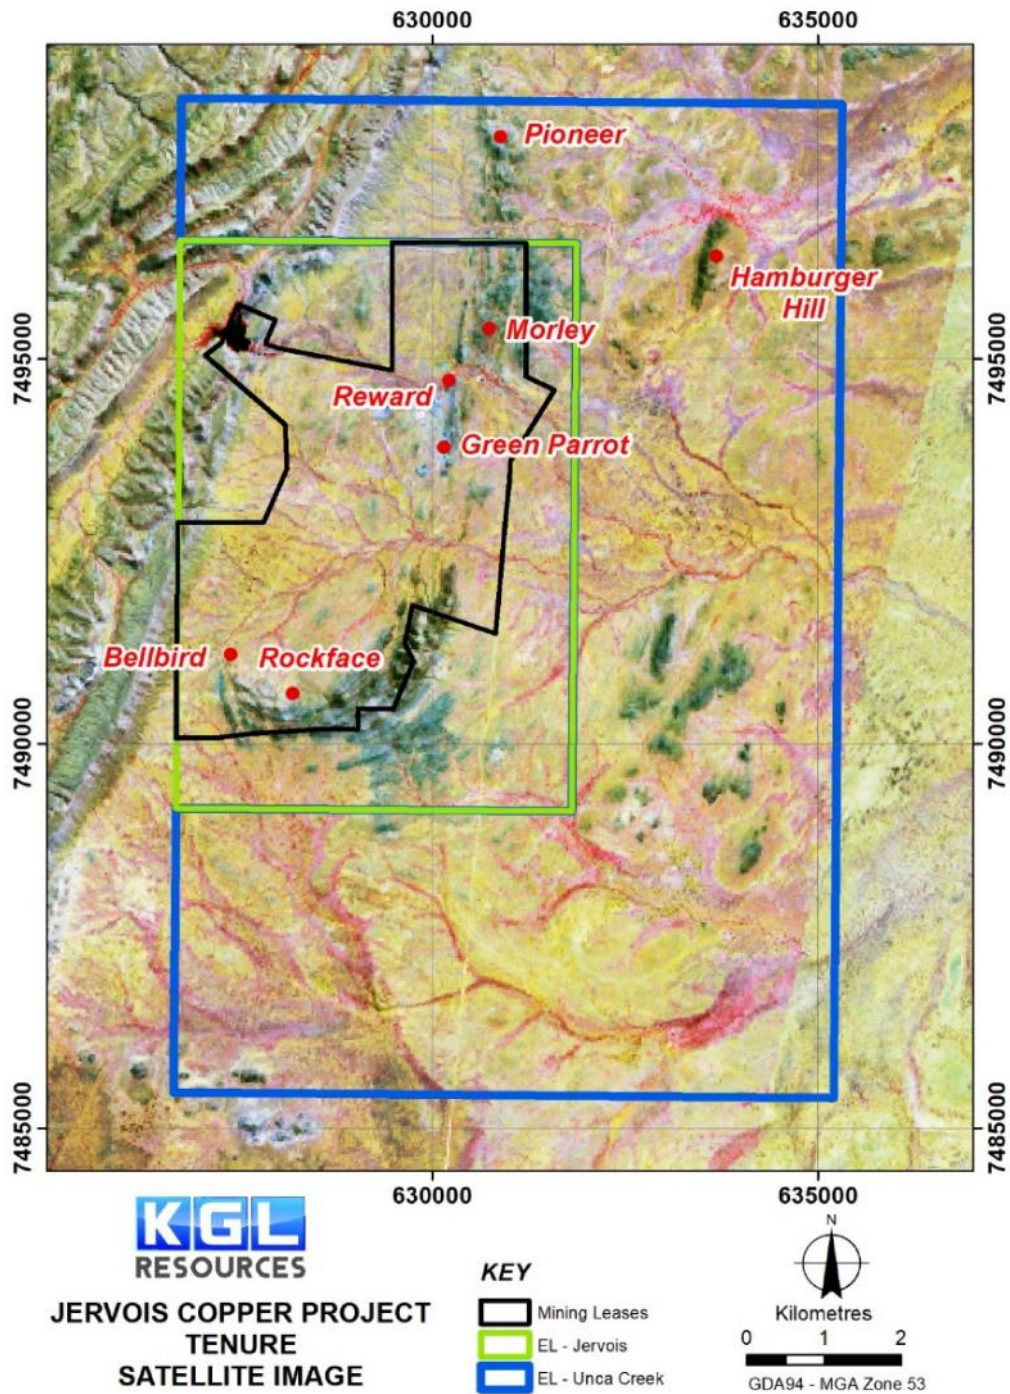 630000 635000
Pioneer
Hamburger
Hill
Morley
7495000 7495000
Reward
Green Parrot
Bellbird Rockface
7490000 7490000
7485000 7485000
630000 635000
KGL
RESOURCES
JERVOIS COPPER PROJECT
TENURE
SATELLITE IMAGE
KEY
Mining Leases
EL - Jervois
EL - Unca Creek
N
Kilometres
0 1 2
GDA94 - MGA Zone 53